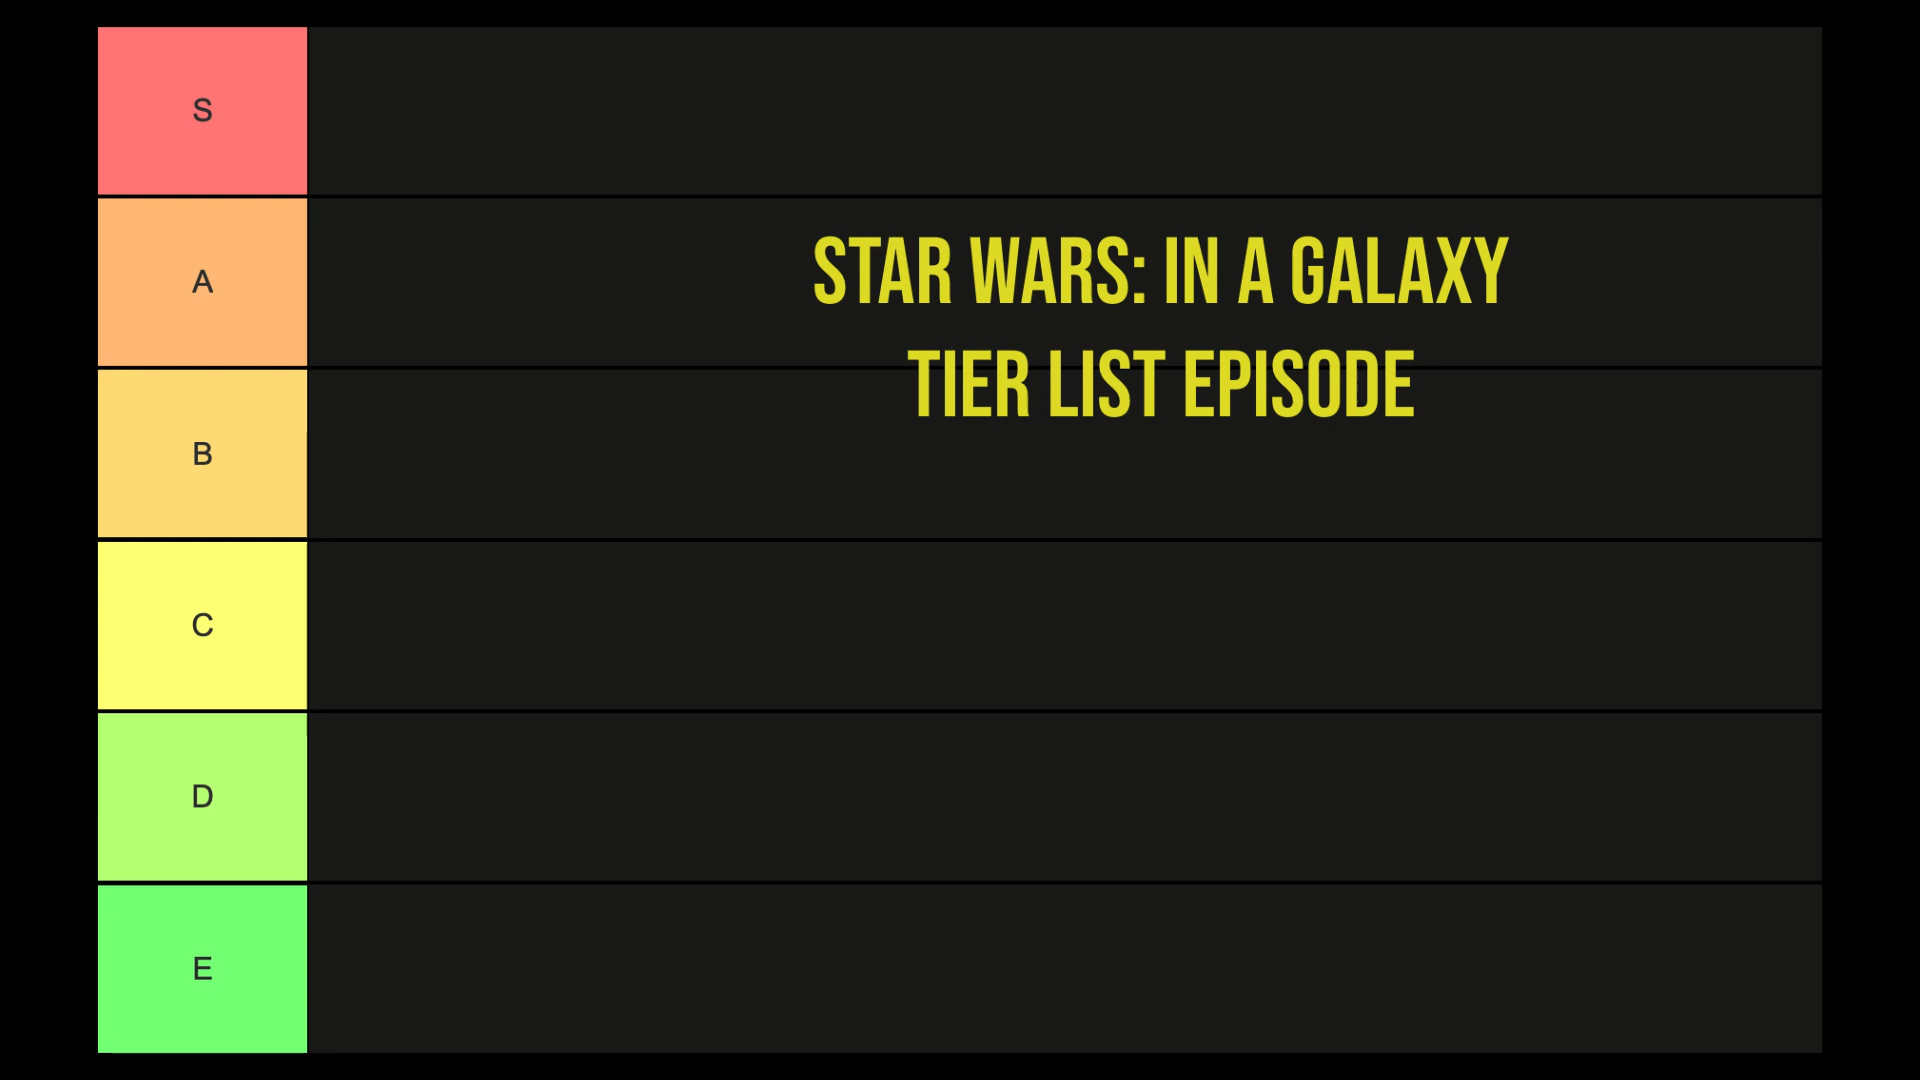 S
A
STAR WARS: IN A GALAXY
TIER LIST EPISODE
B
C
D
E